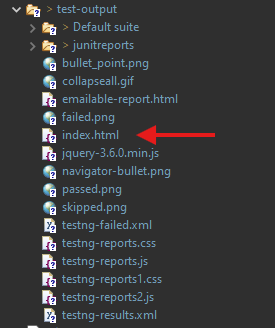 > test-output
> Default suite
> junitreports
bullet_point.png
collapseall.gif
emailable-report.html
failed.png
index.html
jquery-3.6.0.min.js
navigator-bullet.png
passed.png
skipped.png
testng-failed.xml
testng-reports.css
testng-reports.js
testng-reports1.css
testng-reports2.js
testng-results.xml